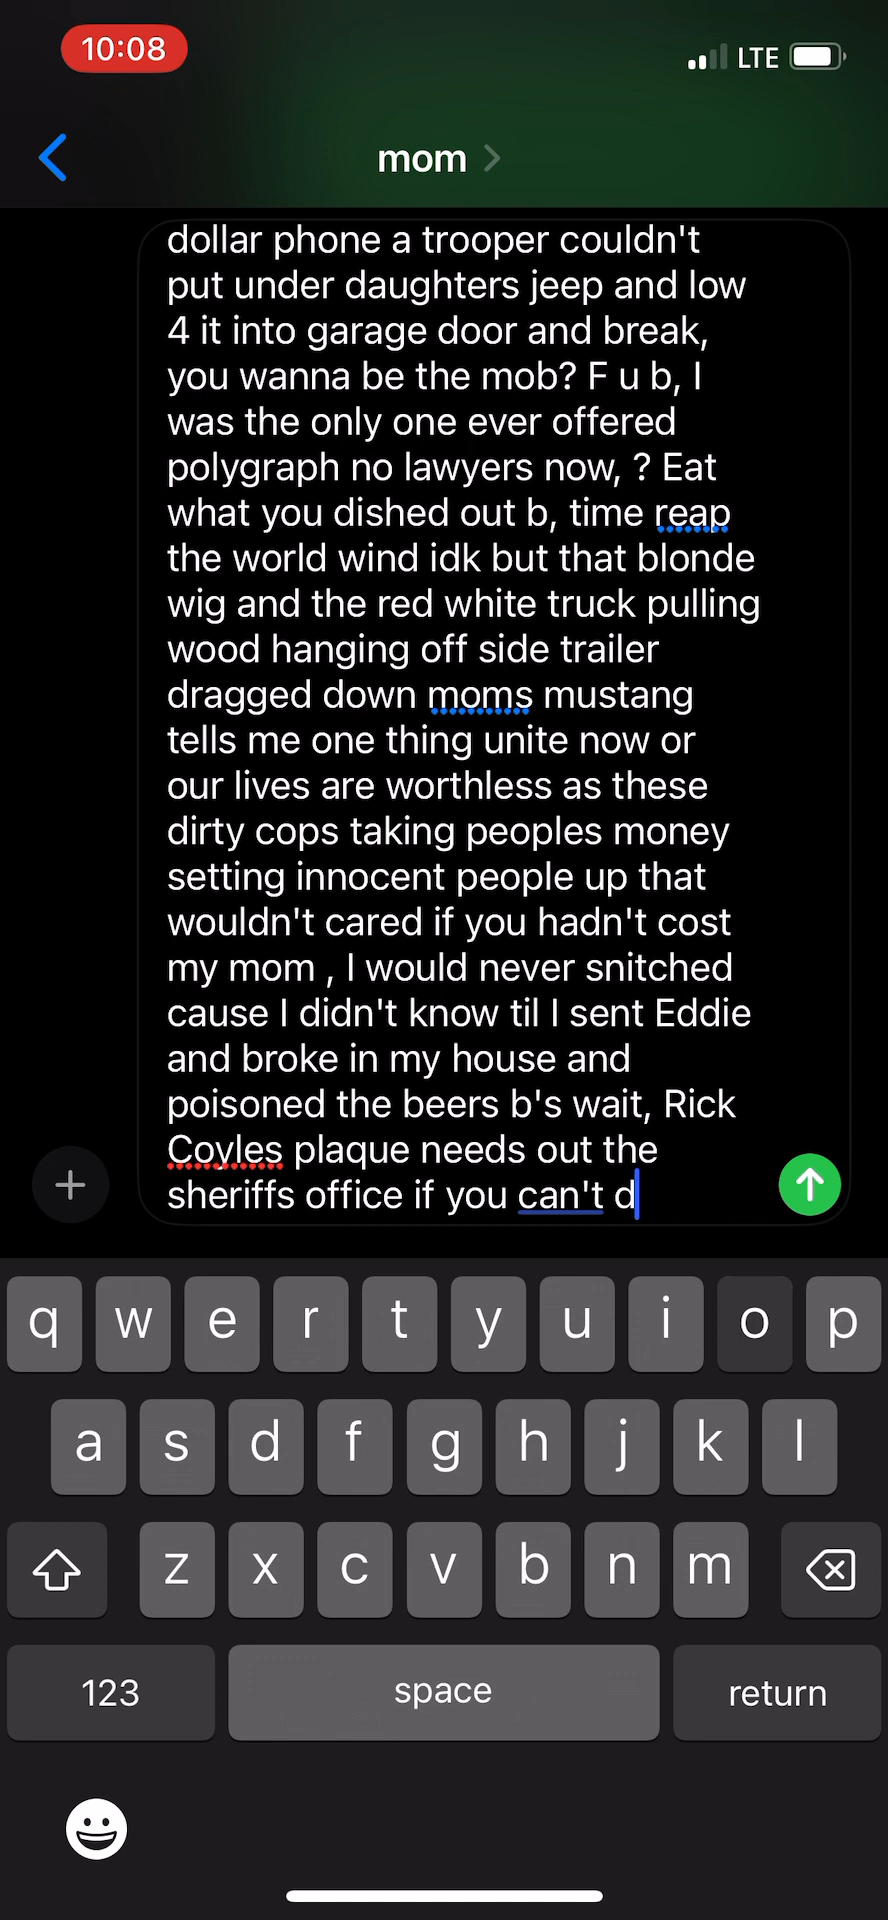 10:08
LTE
mom
dollar phone a trooper couldn't
put under daughters jeep and low
4 it into garage door and break,
you wanna be the mob? F u b, I
was the only one ever offered
polygraph no lawyers now, ? Eat
what you dished out b, time reap
the world wind idk but that blonde
wig and the red white truck pulling
wood hanging off side trailer
dragged down moms mustang
tells me one thing unite now or
our lives are worthless as these
dirty cops taking peoples money
setting innocent people up that
wouldn't cared if you hadn't cost
my mom , I would never snitched
cause I didn't know til I sent Eddie
and broke in my house and
poisoned the beers b's wait, Rick
Coyles plaque needs out the
sheriffs office if you can't d
q w e r t y u i o p
a s d f g h j k l
z x c v b n m
123 space return